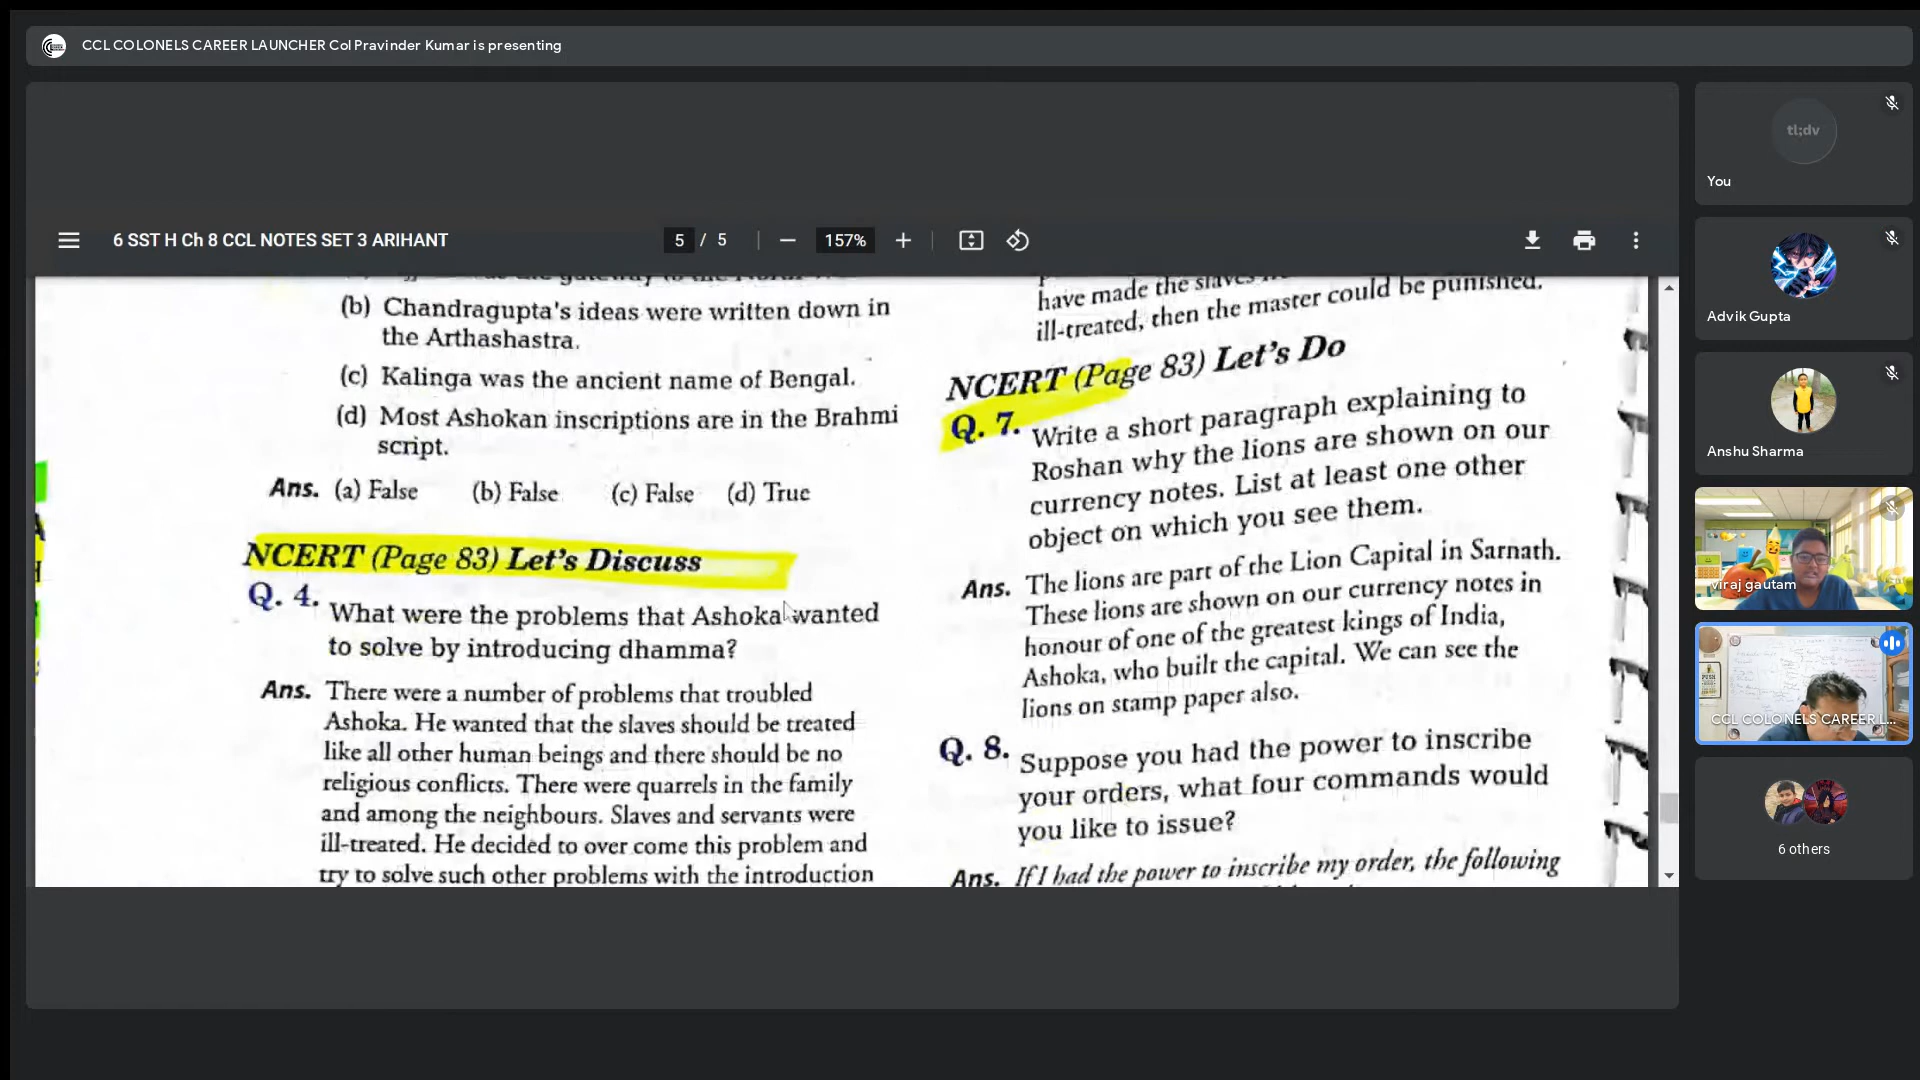 CCL COLONELS CAREER LAUNCHER Col Pravinder Kumar is presenting
6 SST H Ch 8 CCL NOTES SET 3 ARIHANT
5 / 5
157%
(b) Chandragupta's ideas were written down in
the Arthashastra.
(c) Kalinga was the ancient name of Bengal.
(d) Most Ashokan inscriptions are in the Brahmi
script.
Ans. (a) False (b) False (c) False (d) True
NCERT (Page 83) Let's Discuss
Q. 4. What were the problems that Ashoka wanted
to solve by introducing dhamma?
Ans. There were a number of problems that troubled
Ashoka. He wanted that the slaves should be treated
like all other human beings and there should be no
religious conflicts. There were quarrels in the family
and among the neighbours. Slaves and servants were
ill-treated. He decided to over come this problem and
try to solve such other problems with the introduction
have made the slaves
ill-treated, then the master could be punished.
NCERT (Page 83) Let's Do
Q. 7. Write a short paragraph explaining to
Roshan why the lions are shown on our
currency notes. List at least one other
object on which you see them.
Ans. The lions are part of the Lion Capital in Sarnath.
These lions are shown on our currency notes in
honour of one of the greatest kings of India,
Ashoka, who built the capital. We can see the
lions on stamp paper also.
Q. 8. Suppose you had the power to inscribe
your orders, what four commands would
you like to issue?
Ans. If I had the power to inscribe my order, the following
tl;dv
You
Advik Gupta
Anshu Sharma
viraj gautam
PUSH
CCL COLONELS CAREER L...
6 others